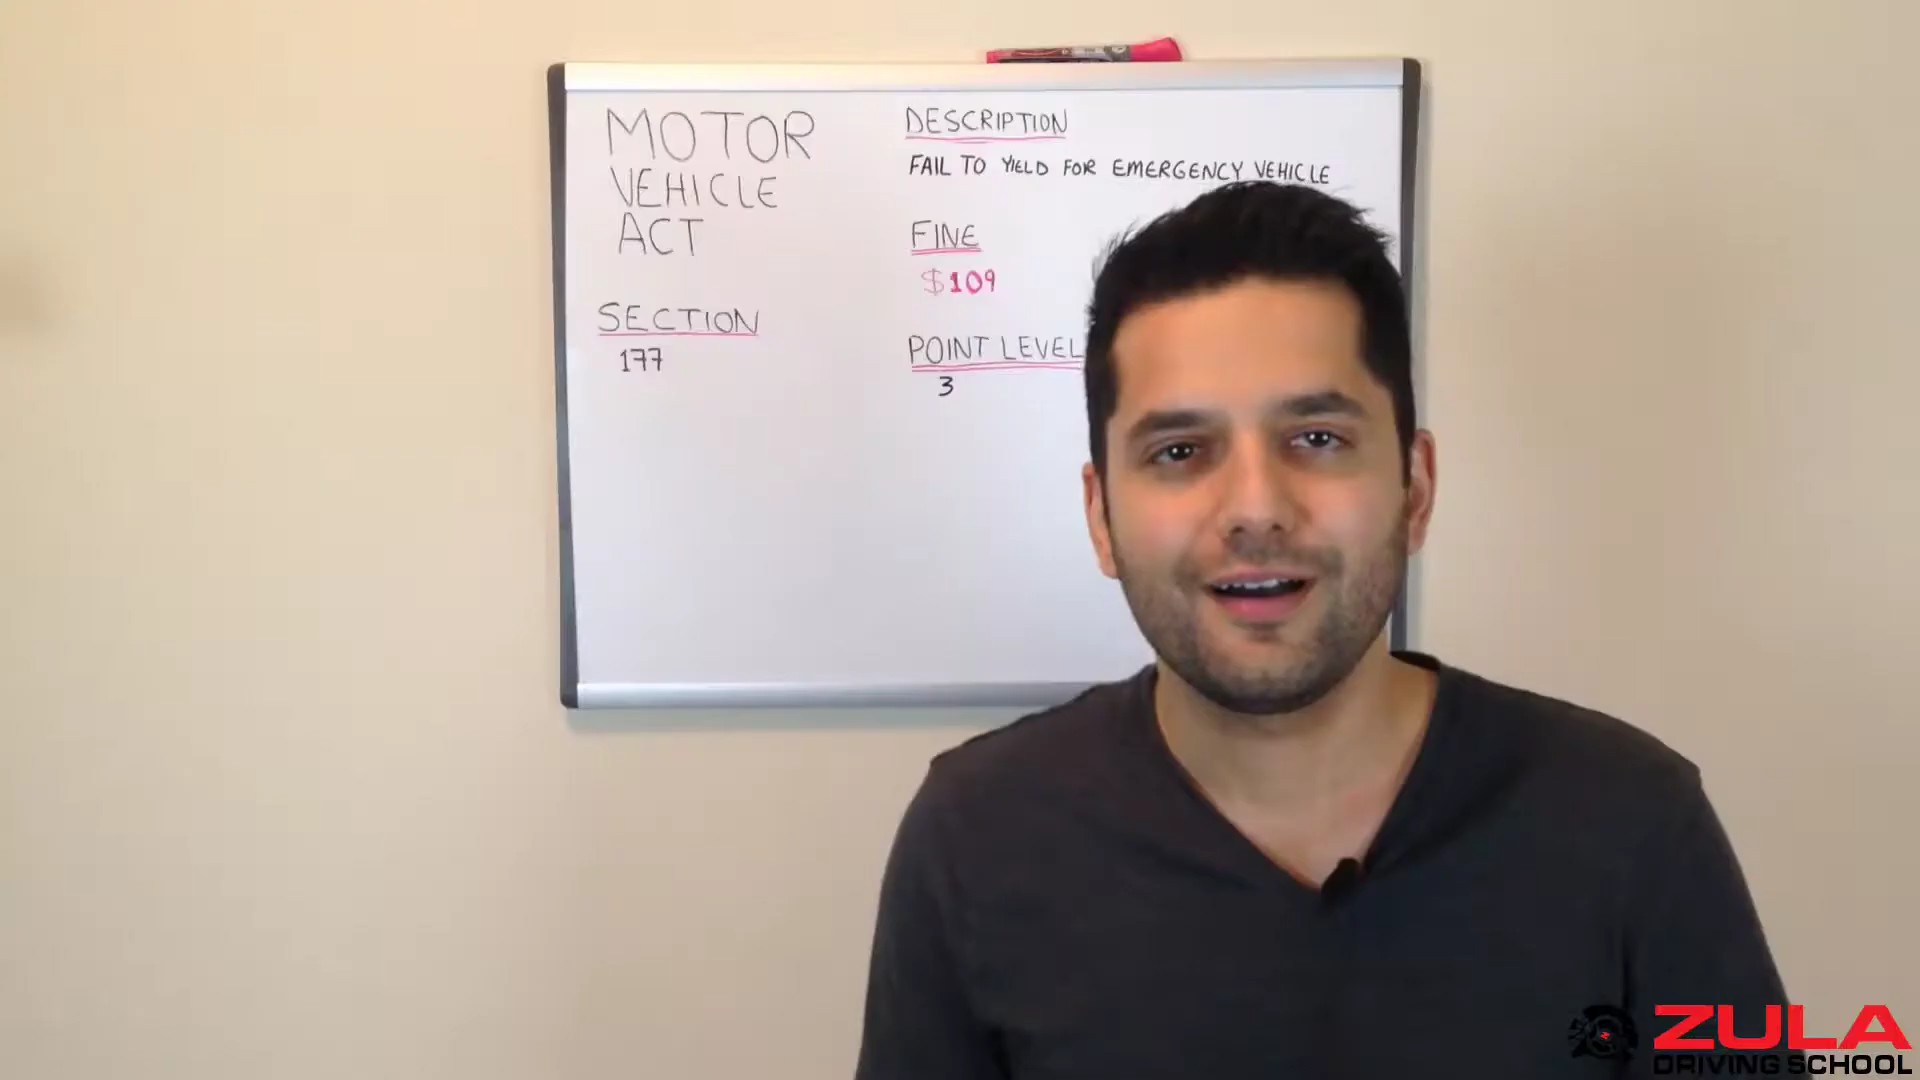 MOTOR
VEHICLE
ACT
SECTION
177
DESCRIPTION
FAIL TO YIELD FOR EMERGENCY VEHICLE
FINE
$109
POINT LEVEL
3
ZULA
DRIVING SCHOOL